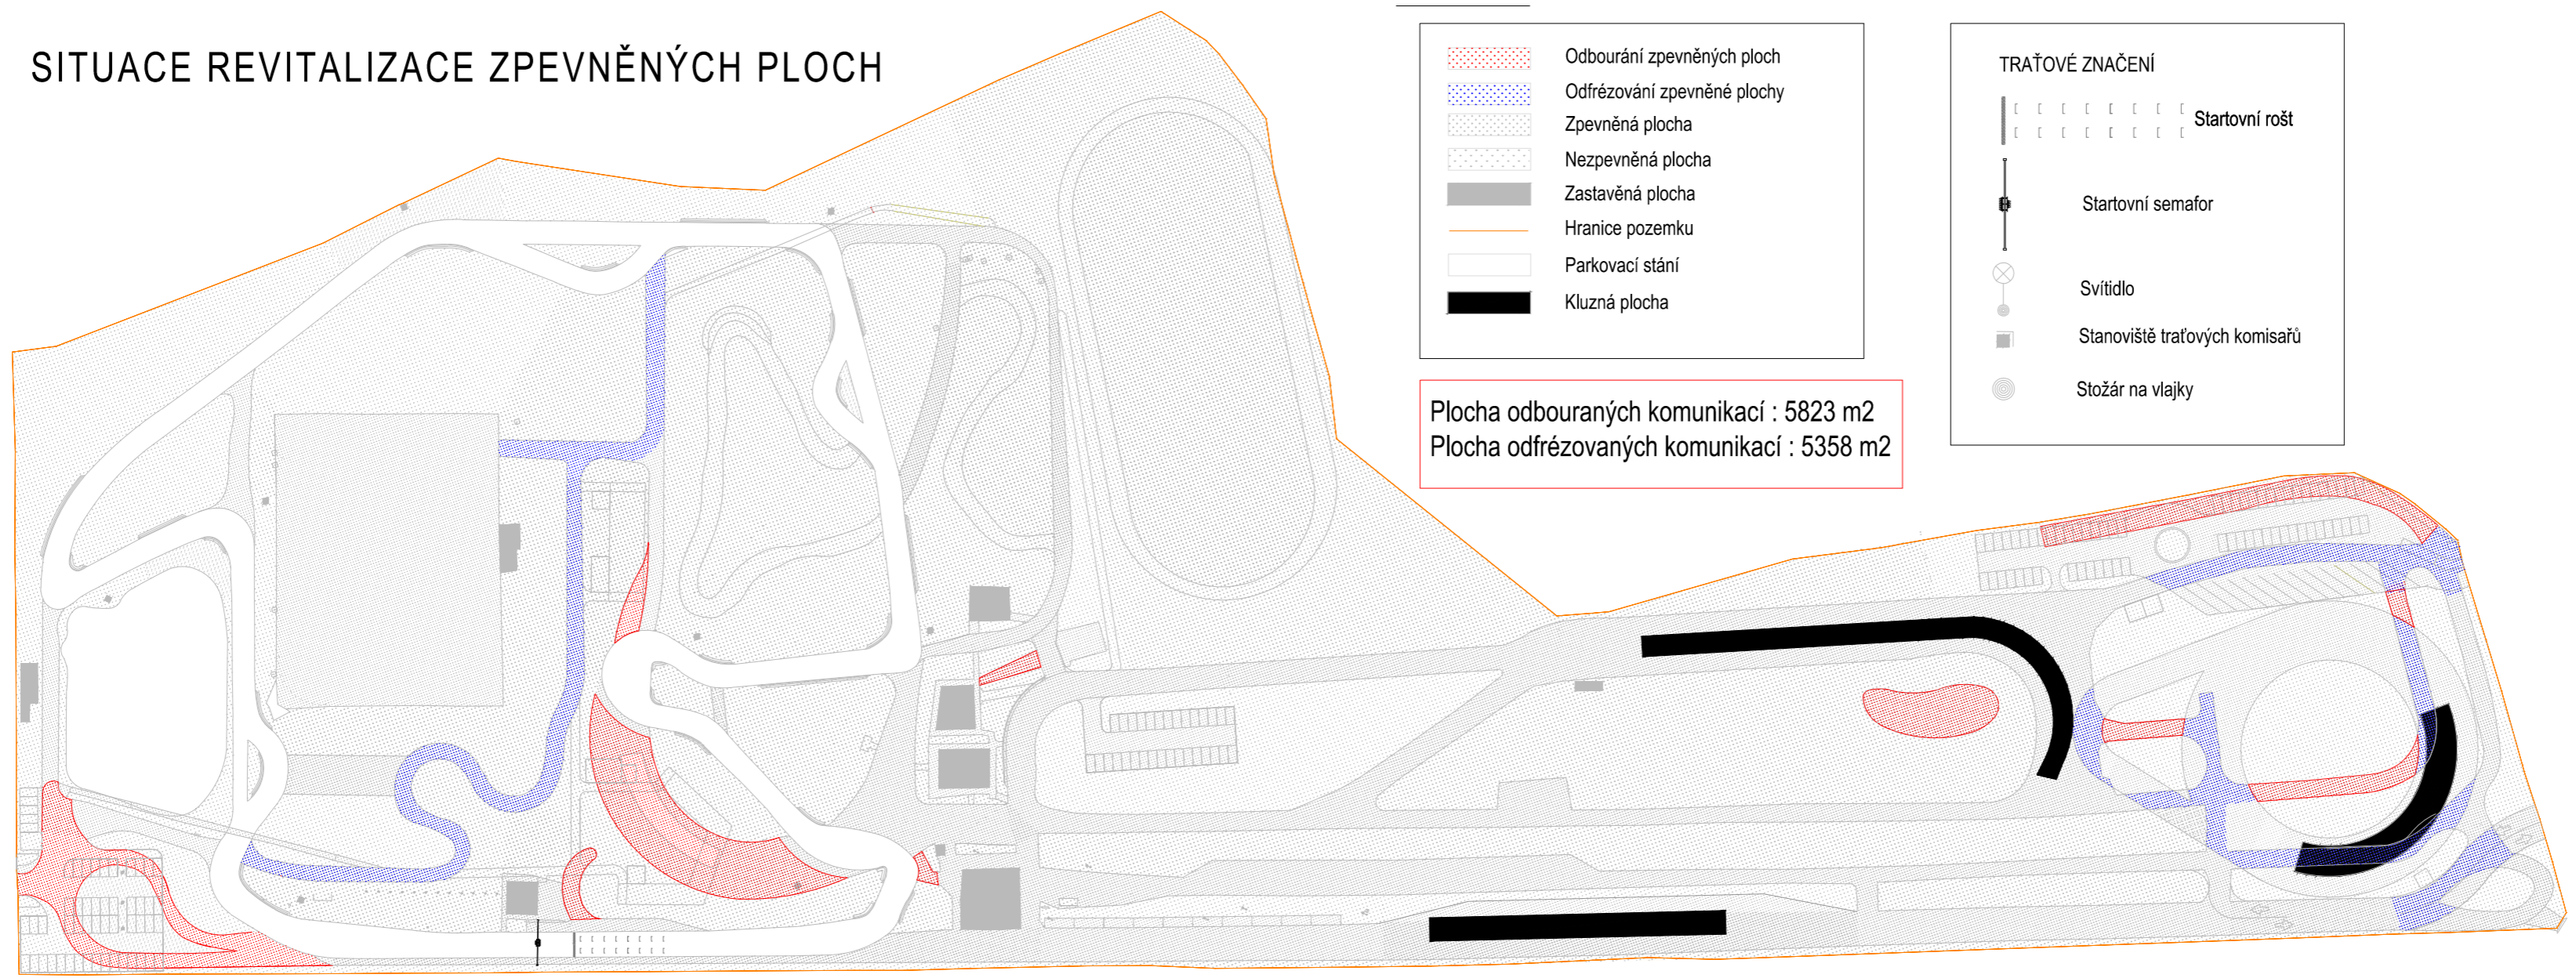 SITUACE REVITALIZACE ZPEVNĚNÝCH PLOCH
Odbourání zpevněných ploch
Odfrézování zpevněné plochy
Zpevněná plocha
Nezpevněná plocha
Zastavěná plocha
Hranice pozemku
Parkovací stání
Kluzná plocha
Plocha odbouraných komunikací : 5823 m2
Plocha odfrézovaných komunikací : 5358 m2
TRAŤOVÉ ZNAČENÍ
Startovní rošt
Startovní semafor
Svítidlo
Stanoviště traťových komisařů
Stožár na vlajky